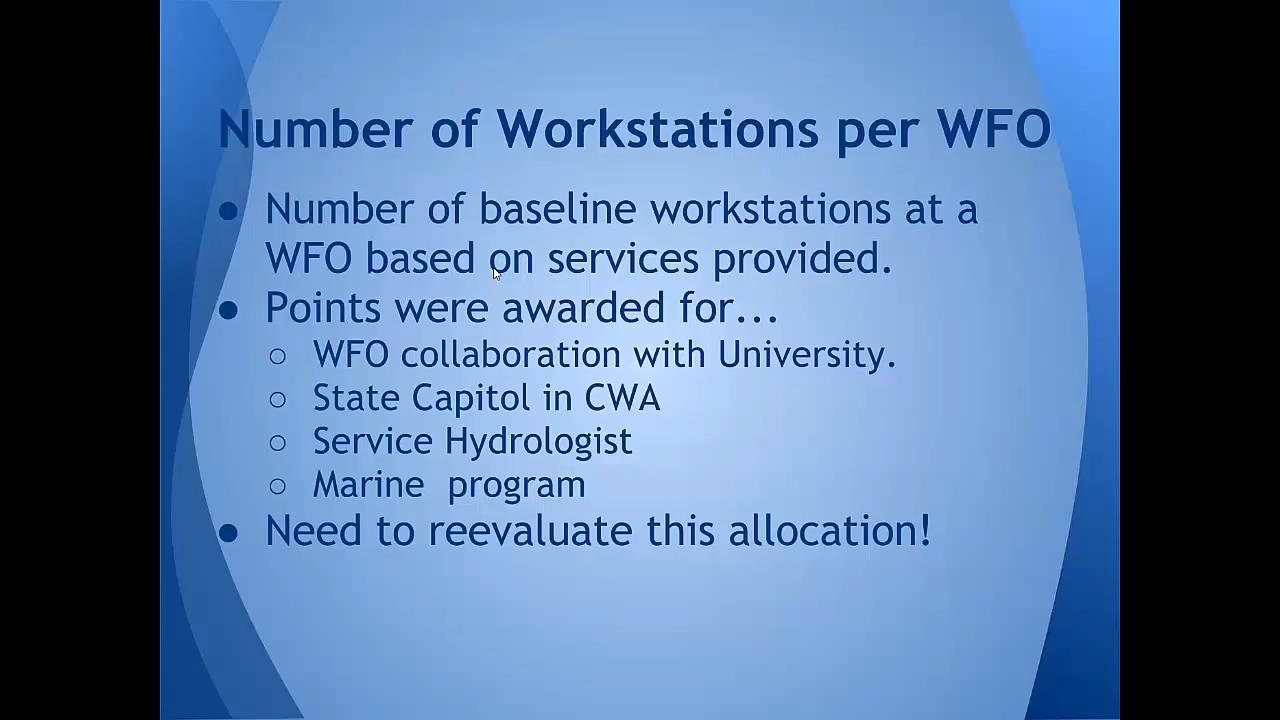 Number of Workstations per WFO
● Number of baseline workstations at a
WFO based on services provided.
● Points were awarded for...
○ WFO collaboration with University.
○ State Capitol in CWA
○ Service Hydrologist
○ Marine  program
● Need to reevaluate this allocation!